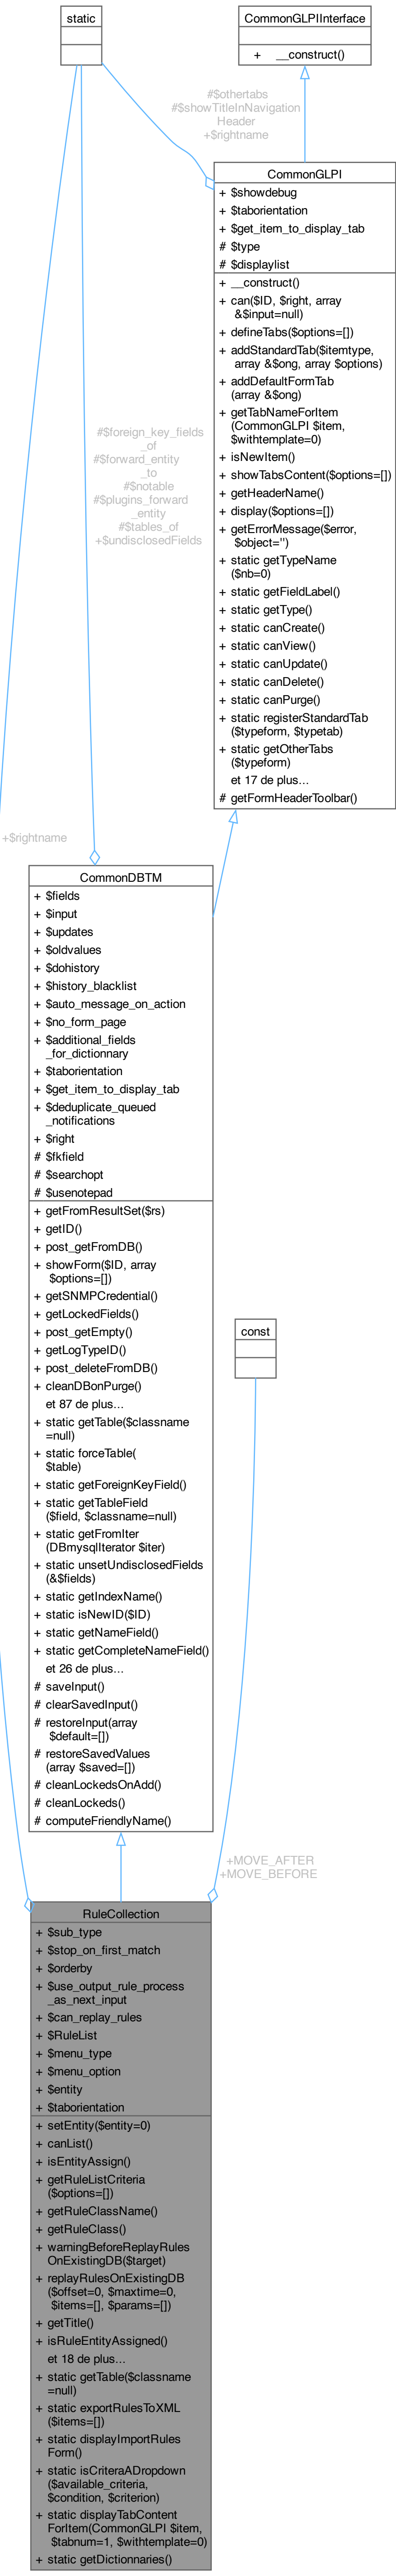 static
CommonGLPIInterface
+ __construct()
#$othertabs
#$showTitleInNavigation
Header
+$rightname
CommonGLPI
+ $showdebug
+ $taborientation
+ $get_item_to_display_tab
# $type
# $displaylist
+ __construct()
+ can($ID, $right, array
&$input=null)
+ defineTabs($options=[])
+ addStandardTab($itemtype,
array &$ong, array $options)
+ addDefaultFormTab
(array &$ong)
+ getTabNameForItem
(CommonGLPI $item,
$withtemplate=0)
+ isNewItem()
+ showTabsContent($options=[])
+ getHeaderName()
+ display($options=[])
+ getErrorMessage($error,
$object='')
+ static getTypeName
($nb=0)
+ static getFieldLabel()
+ static getType()
+ static canCreate()
+ static canView()
+ static canUpdate()
+ static canDelete()
+ static canPurge()
+ static registerStandardTab
($typeform, $typetab)
+ static getOtherTabs
($typeform)
et 17 de plus...
# getFormHeaderToolbar()
#$foreign_key_fields
_of
#$forward_entity
_to
#$notable
#$plugins_forward
_entity
#$tables_of
+$undisclosedFields
+$rightname
CommonDBTM
+ $fields
+ $input
+ $updates
+ $oldvalues
+ $dohistory
+ $history_blacklist
+ $auto_message_on_action
+ $no_form_page
+ $additional_fields
_for_dictionnary
+ $taborientation
+ $get_item_to_display_tab
+ $deduplicate_queued
_notifications
+ $right
# $fkfield
# $searchopt
# $usenotepad
+ getFromResultSet($rs)
+ getID()
+ post_getFromDB()
+ showForm($ID, array
$options=[])
+ getSNMPCredential()
+ getLockedFields()
+ post_getEmpty()
+ getLogTypeID()
+ post_deleteFromDB()
+ cleanDBonPurge()
et 87 de plus...
+ static getTable($classname
=null)
+ static forceTable(
$table)
+ static getForeignKeyField()
+ static getTableField
($field, $classname=null)
+ static getFromIter
(DBmysqlIterator $iter)
+ static unsetUndisclosedFields
(&$fields)
+ static getIndexName()
+ static isNewID($ID)
+ static getNameField()
+ static getCompleteNameField()
et 26 de plus...
# saveInput()
# clearSavedInput()
# restoreInput(array
$default=[])
# restoreSavedValues
(array $saved=[])
# cleanLockedsOnAdd()
# cleanLockeds()
# computeFriendlyName()
const
+MOVE_AFTER
+MOVE_BEFORE
RuleCollection
+ $sub_type
+ $stop_on_first_match
+ $orderby
+ $use_output_rule_process
_as_next_input
+ $can_replay_rules
+ $RuleList
+ $menu_type
+ $menu_option
+ $entity
+ $taborientation
+ setEntity($entity=0)
+ canList()
+ isEntityAssign()
+ getRuleListCriteria
($options=[])
+ getRuleClassName()
+ getRuleClass()
+ warningBeforeReplayRules
OnExistingDB($target)
+ replayRulesOnExistingDB
($offset=0, $maxtime=0,
$items=[], $params=[])
+ getTitle()
+ isRuleEntityAssigned()
et 18 de plus...
+ static getTable($classname
=null)
+ static exportRulesToXML
($items=[])
+ static displayImportRules
Form()
+ static isCriteraADropdown
($available_criteria,
$condition, $criterion)
+ static displayTabContent
ForItem(CommonGLPI $item,
$tabnum=1, $withtemplate=0)
+ static getDictionnaries()